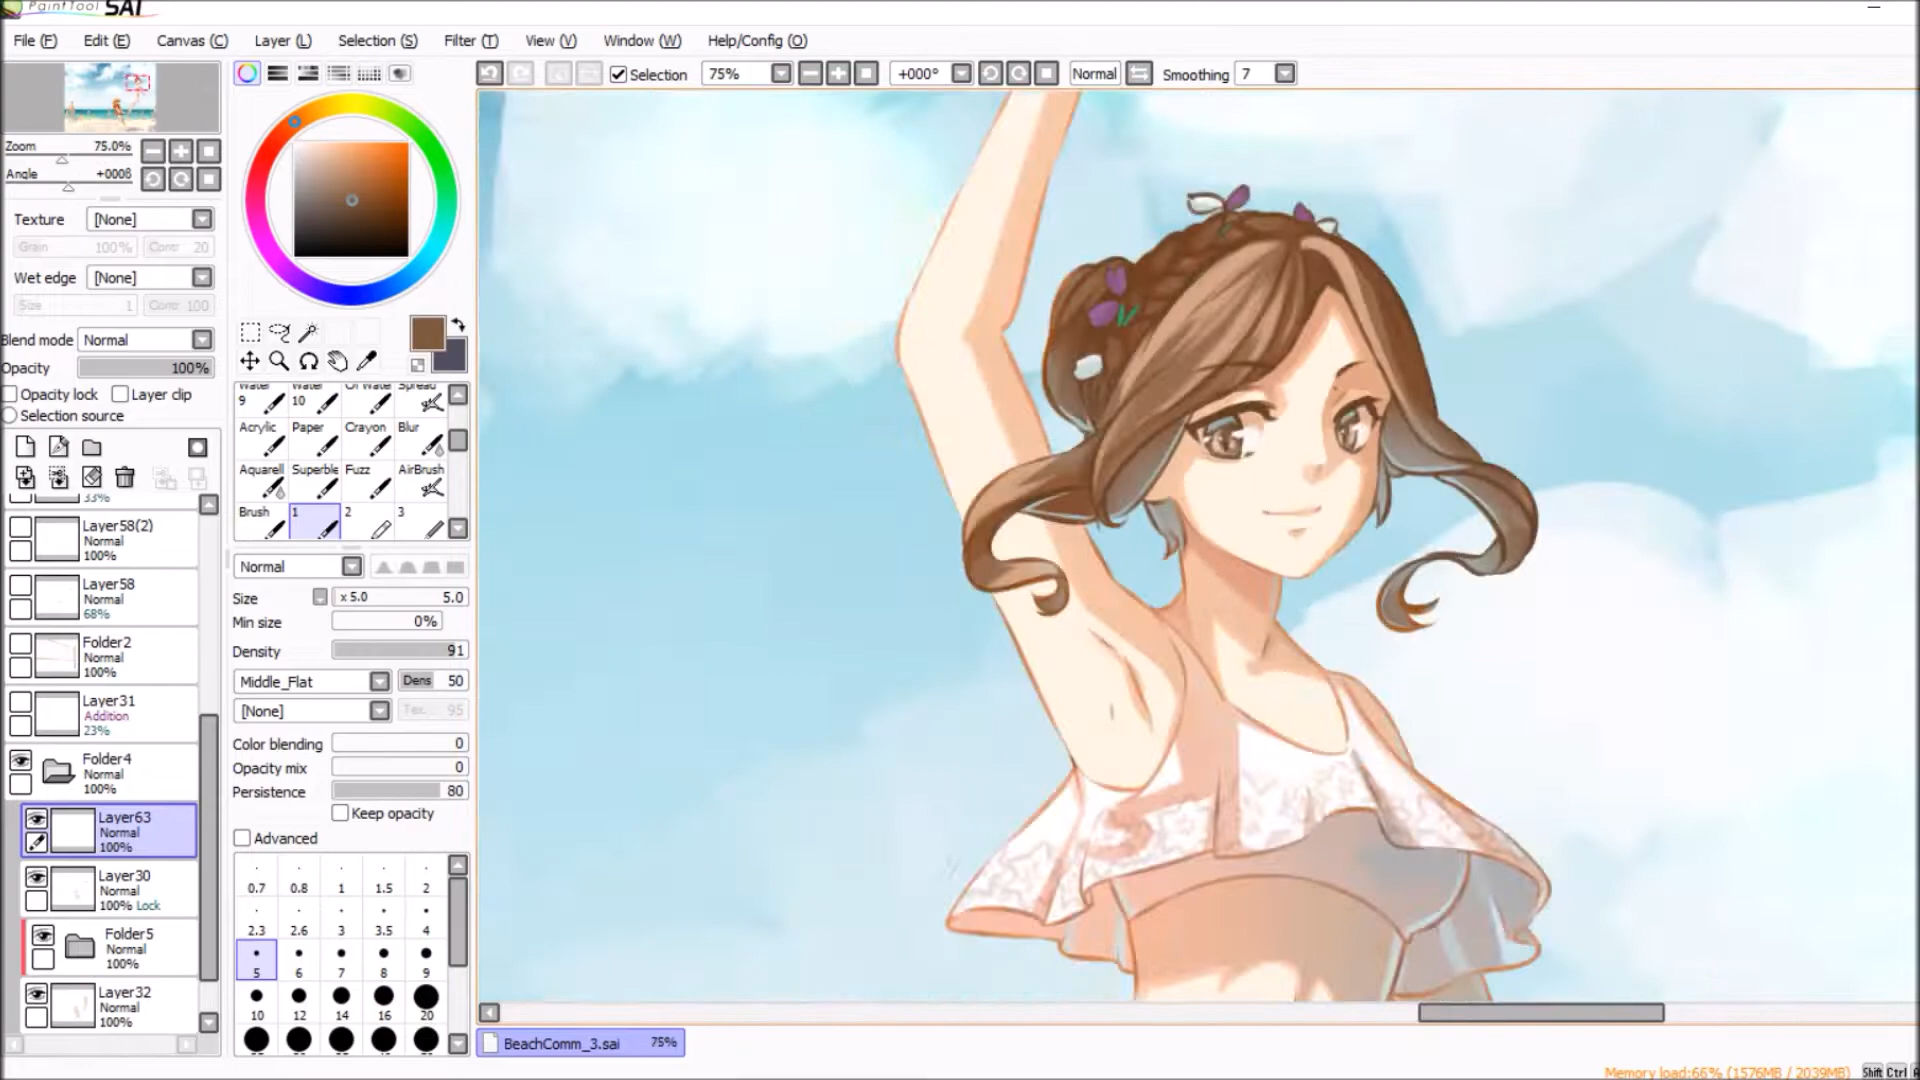 PaintTool SAI
File (F) Edit (E) Canvas (C) Layer (L) Selection (S) Filter (T) View (V) Window (W) Help/Config (O)
Selection 75% +000° Normal Smoothing 7
Zoom 75.0%
Angle +000ß
Texture [None]
Grain 100% Contr 20
Wet edge [None]
Size 1 Contr 100
Blend mode Normal
Opacity 100%
Opacity lock Layer clip
Selection source
33%
Layer58(2)
Normal
100%
Layer58
Normal
68%
Folder2
Normal
100%
Layer31
Addition
23%
Folder4
Normal
100%
Layer63
Normal
100%
Layer30
Normal
100% Lock
Folder5
Normal
100%
Layer32
Normal
100%
Water Water Spread
9 10
Acrylic Paper Crayon Blur
Aquarell Superble Fuzz AirBrush
Brush 1 2 3
Normal
Size x 5.0 5.0
Min size 0%
Density 91
Middle_Flat Dens 50
[None] Tex... 95
Color blending 0
Opacity mix 0
Persistence 80
Keep opacity
Advanced
0.7 0.8 1 1.5 2
2.3 2.6 3 3.5 4
5 6 7 8 9
10 12 14 16 20
BeachComm_3.sai 75%
Memory load:66% (1576MB / 2039MB) Shift Ctrl